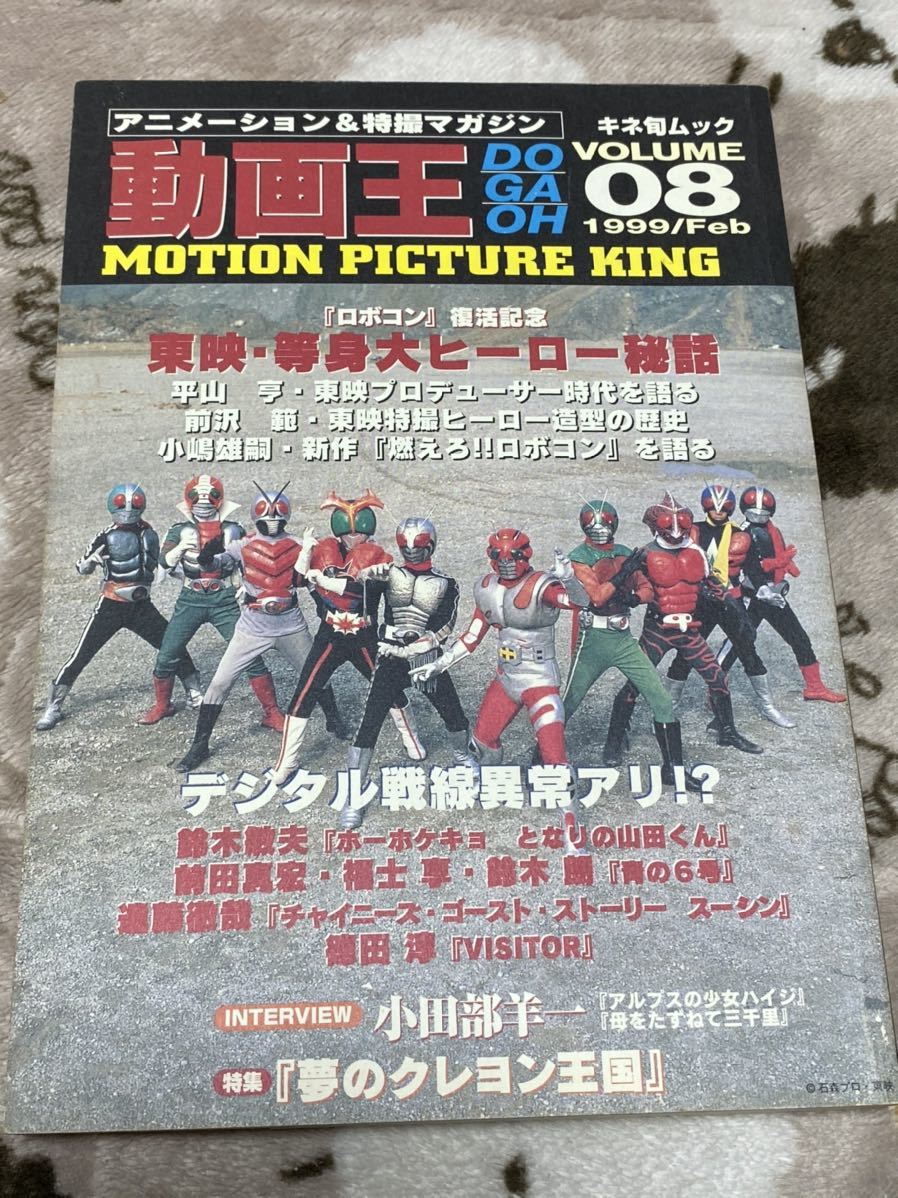 アニメーション&特撮マガジン
キネ旬ムック
動画王
DO
GA
OH
VOLUME
08
1999/Feb
MOTION PICTURE KING
『ロボコン』復活記念
東映・等身大ヒーロー秘話
平山 亨・東映プロデューサー時代を語る
前沢 範・東映特撮ヒーロー造型の歴史
小嶋雄嗣・新作『燃えろ!!ロボコン』を語る
デジタル戦線異常アリ!?
鈴木敏夫『ホーホケキョ となりの山田くん』
前田真宏・福士 享・鈴木 朗『青の6号』
遠藤徹哉『チャイニーズ・ゴースト・ストーリー スーシン』
磯田 淳『VISITOR』
INTERVIEW 小田部羊一『アルプスの少女ハイジ』
『母をたずねて三千里』
特集『夢のクレヨン王国』
©石森プロ・東映